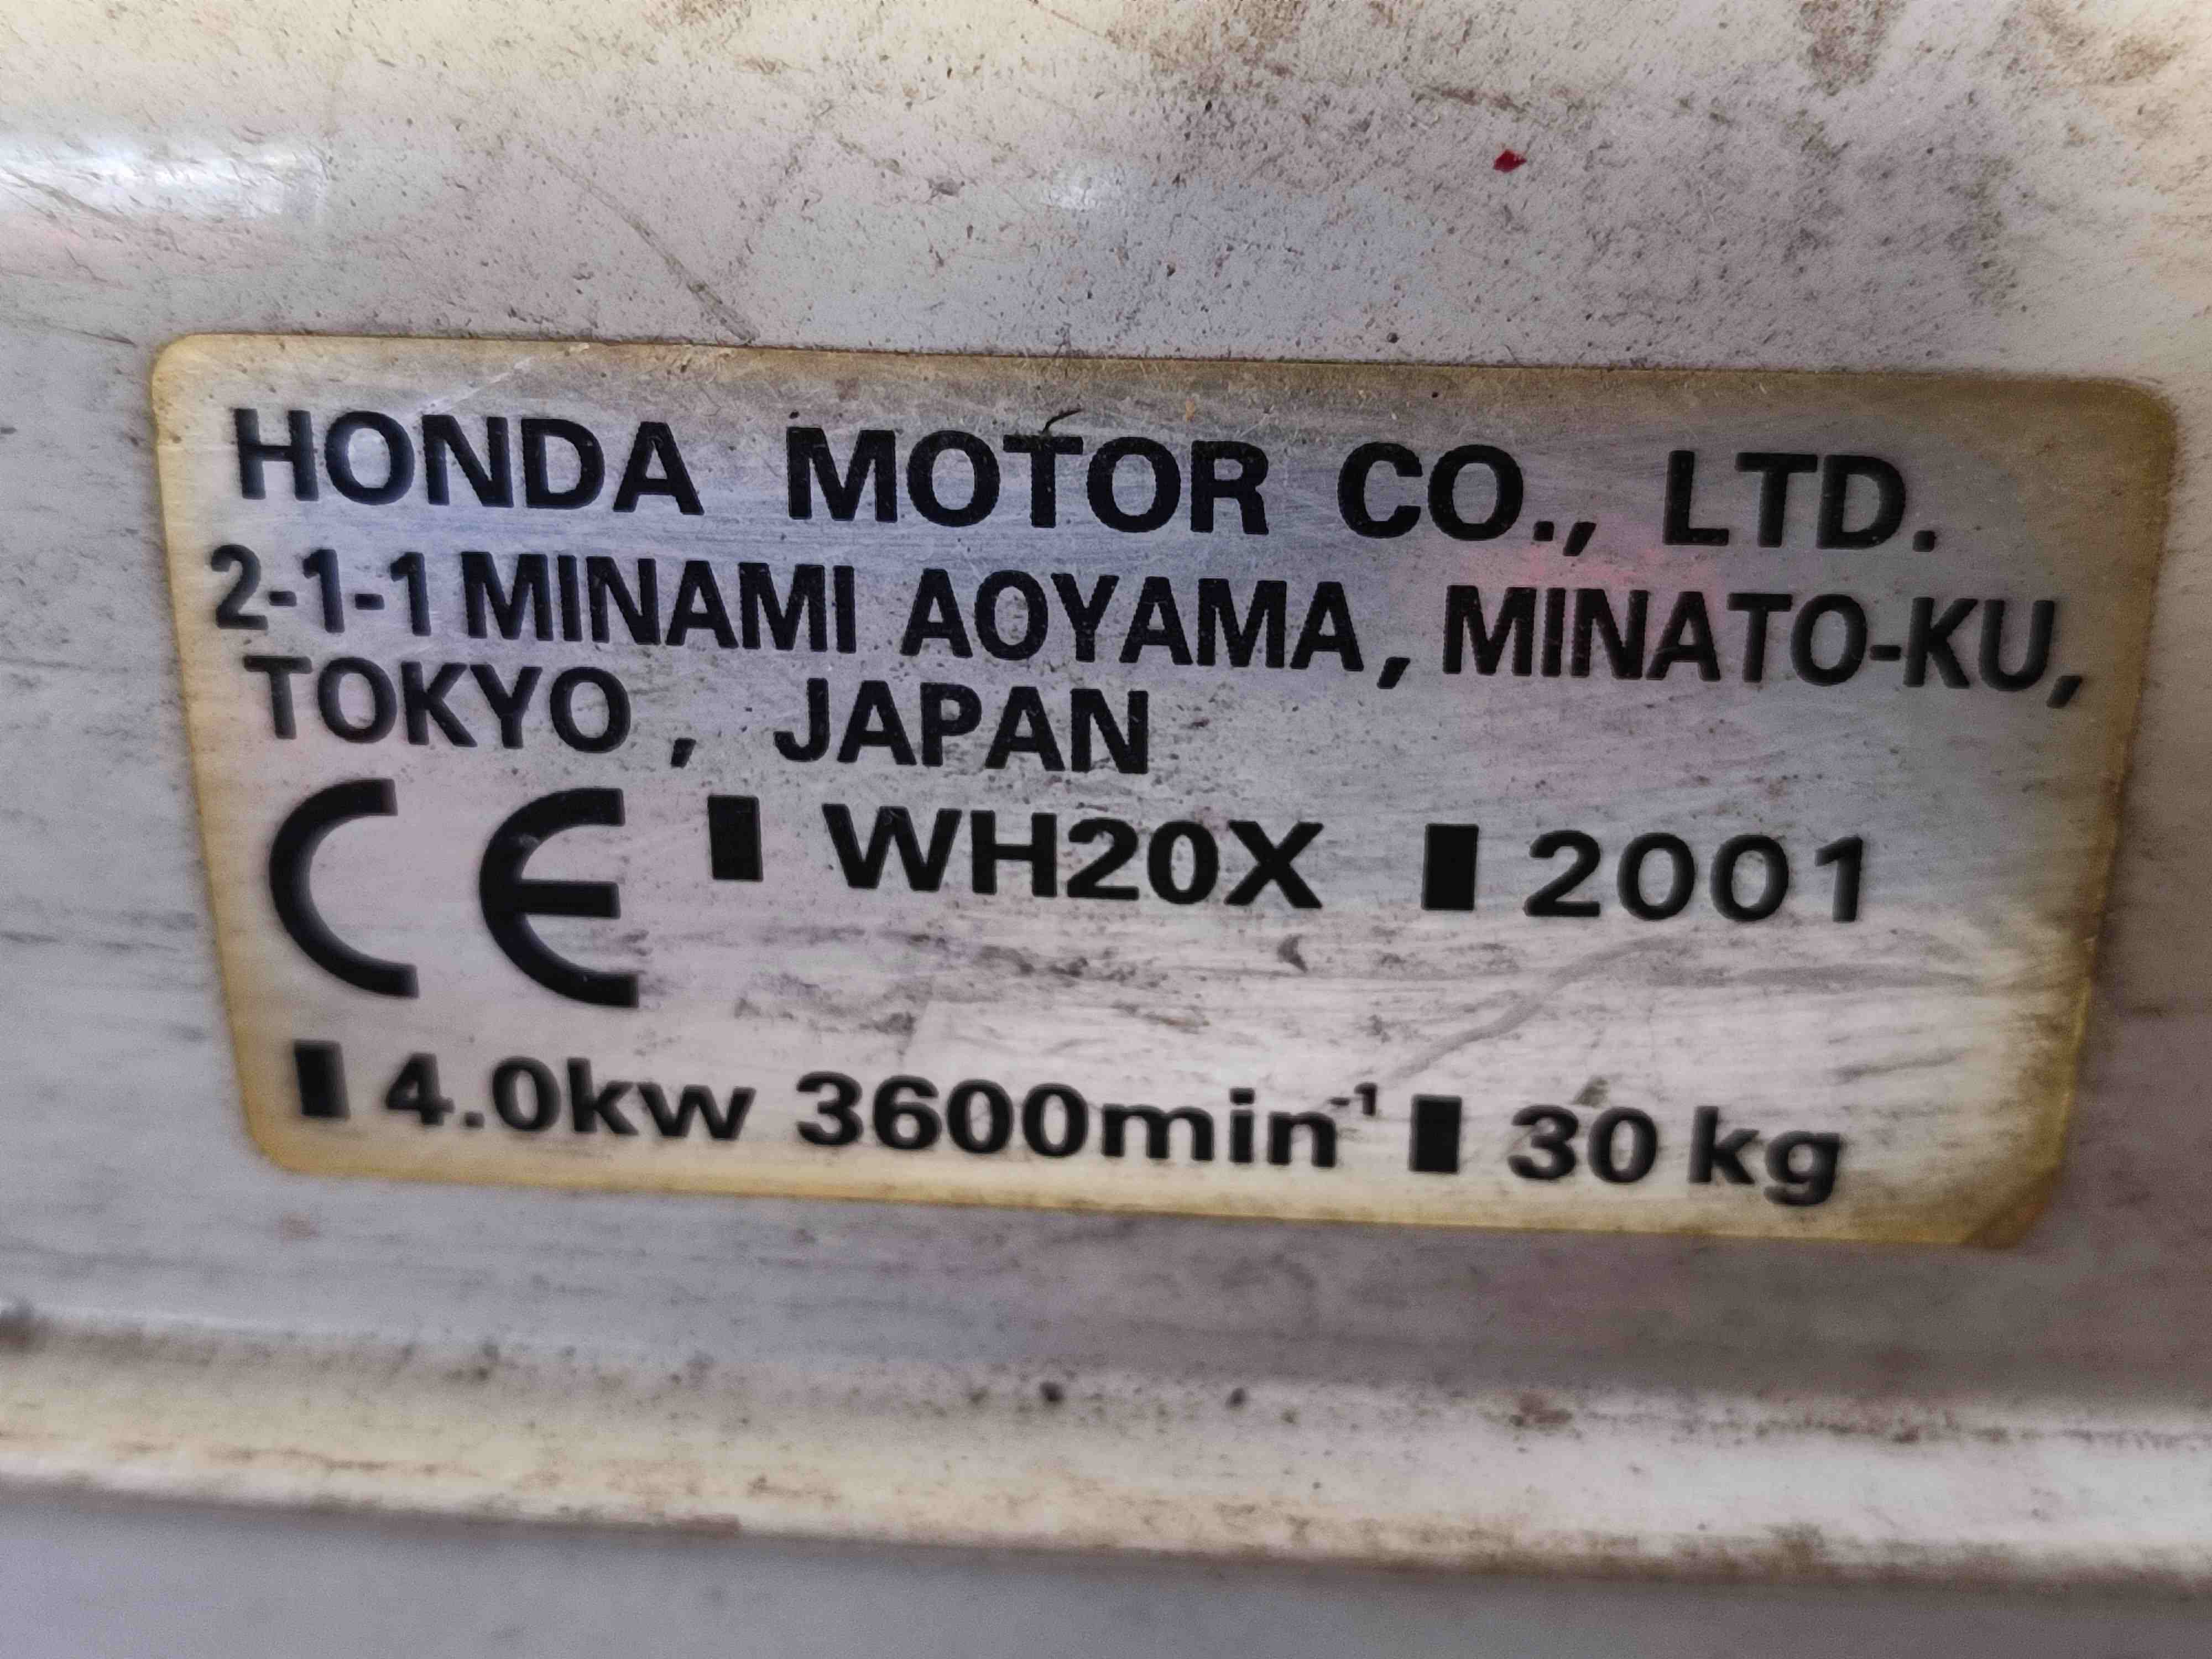 HONDA MOTOR CO., LTD.
2-1-1 MINAMI AOYAMA, MINATO-KU,
TOKYO, JAPAN
CE ▮ WH20X ▮ 2001
▮ 4.0kw 3600min⁻¹ ▮ 30 kg